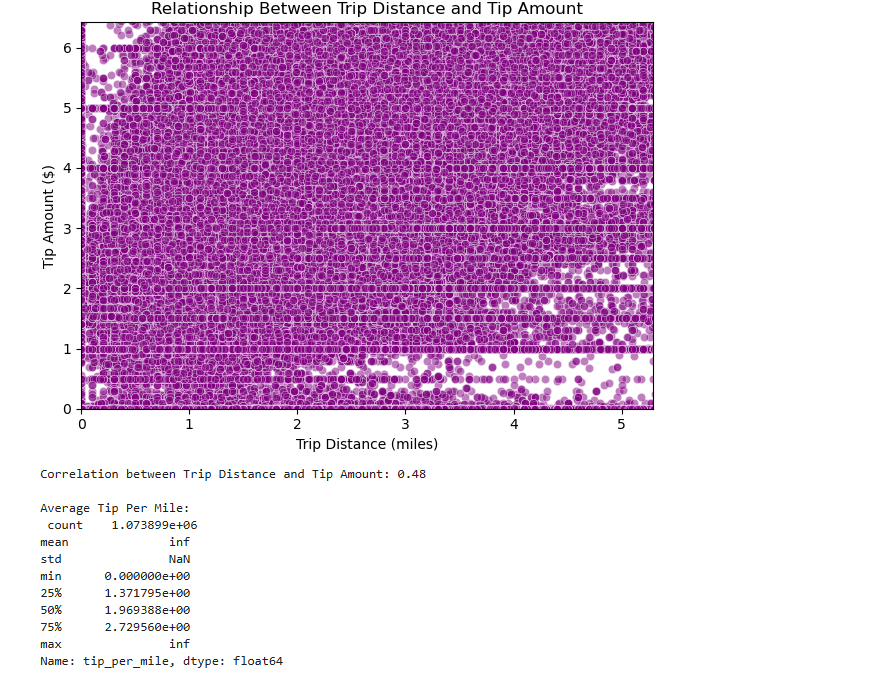 Relationship Between Trip Distance and Tip Amount
6
5
4
3
2
1
0
Tip Amount ($)
0 1 2 3 4 5
Trip Distance (miles)
Correlation between Trip Distance and Tip Amount: 0.48
Average Tip Per Mile:
count 1.073899e+06
mean inf
std NaN
min 0.000000e+00
25% 1.371795e+00
50% 1.969388e+00
75% 2.729560e+00
max inf
Name: tip_per_mile, dtype: float64